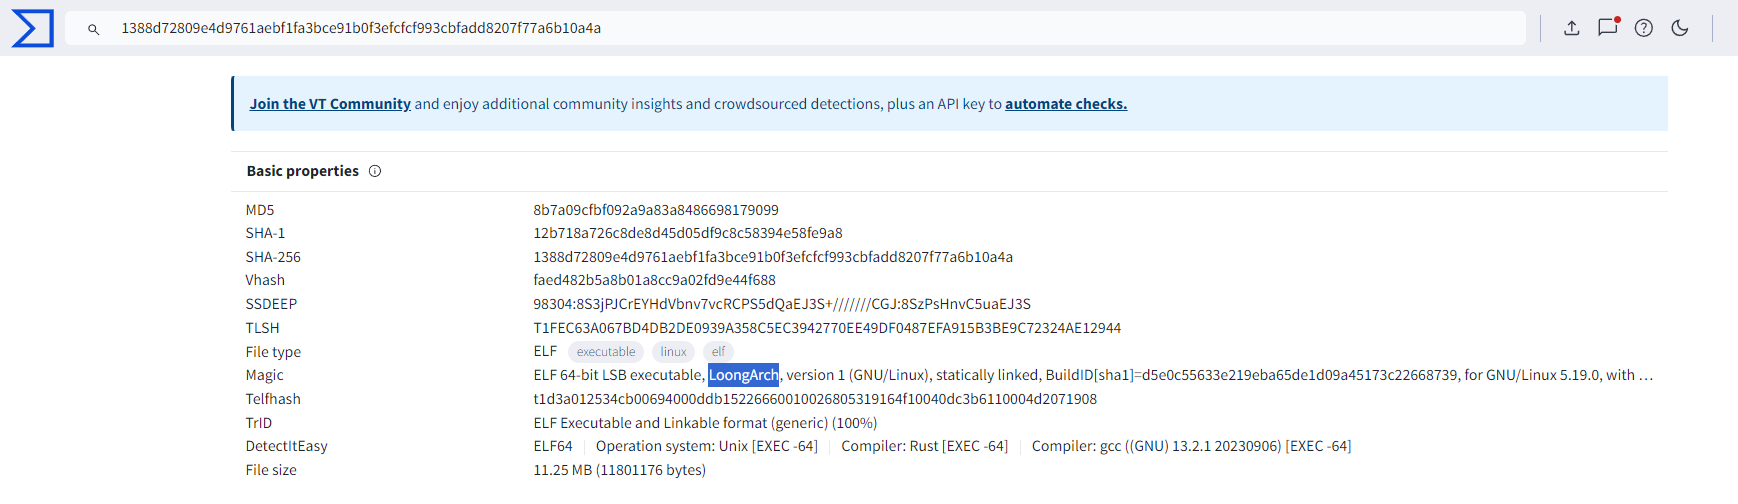 1388d72809e4d9761aebf1fa3bce91b0f3efcfcf993cbfadd8207f77a6b10a4a
Join the VT Community and enjoy additional community insights and crowdsourced detections, plus an API key to automate checks.
Basic properties
MD5 8b7a09cfbf092a9a83a8486698179099
SHA-1 12b718a726c8de8d45d05df9c8c58394e58fe9a8
SHA-256 1388d72809e4d9761aebf1fa3bce91b0f3efcfcf993cbfadd8207f77a6b10a4a
Vhash faed482b5a8b01a8cc9a02fd9e44f688
SSDEEP 98304:8S3jPJCrEYHdVbnv7vcRCPS5dQaEJ3S+///////CGJ:8SzPsHnvC5uaEJ3S
TLSH T1FEC63A067BD4DB2DE0939A358C5EC3942770EE49DF0487EFA915B3BE9C72324AE12944
File type ELF executable linux elf
Magic ELF 64-bit LSB executable, LoongArch, version 1 (GNU/Linux), statically linked, BuildID[sha1]=d5e0c55633e219eba65de1d09a45173c22668739, for GNU/Linux 5.19.0, with …
Telfhash t1d3a012534cb00694000ddb15226660010026805319164f10040dc3b6110004d2071908
TrID ELF Executable and Linkable format (generic) (100%)
DetectItEasy ELF64 Operation system: Unix [EXEC -64] Compiler: Rust [EXEC -64] Compiler: gcc ((GNU) 13.2.1 20230906) [EXEC -64]
File size 11.25 MB (11801176 bytes)